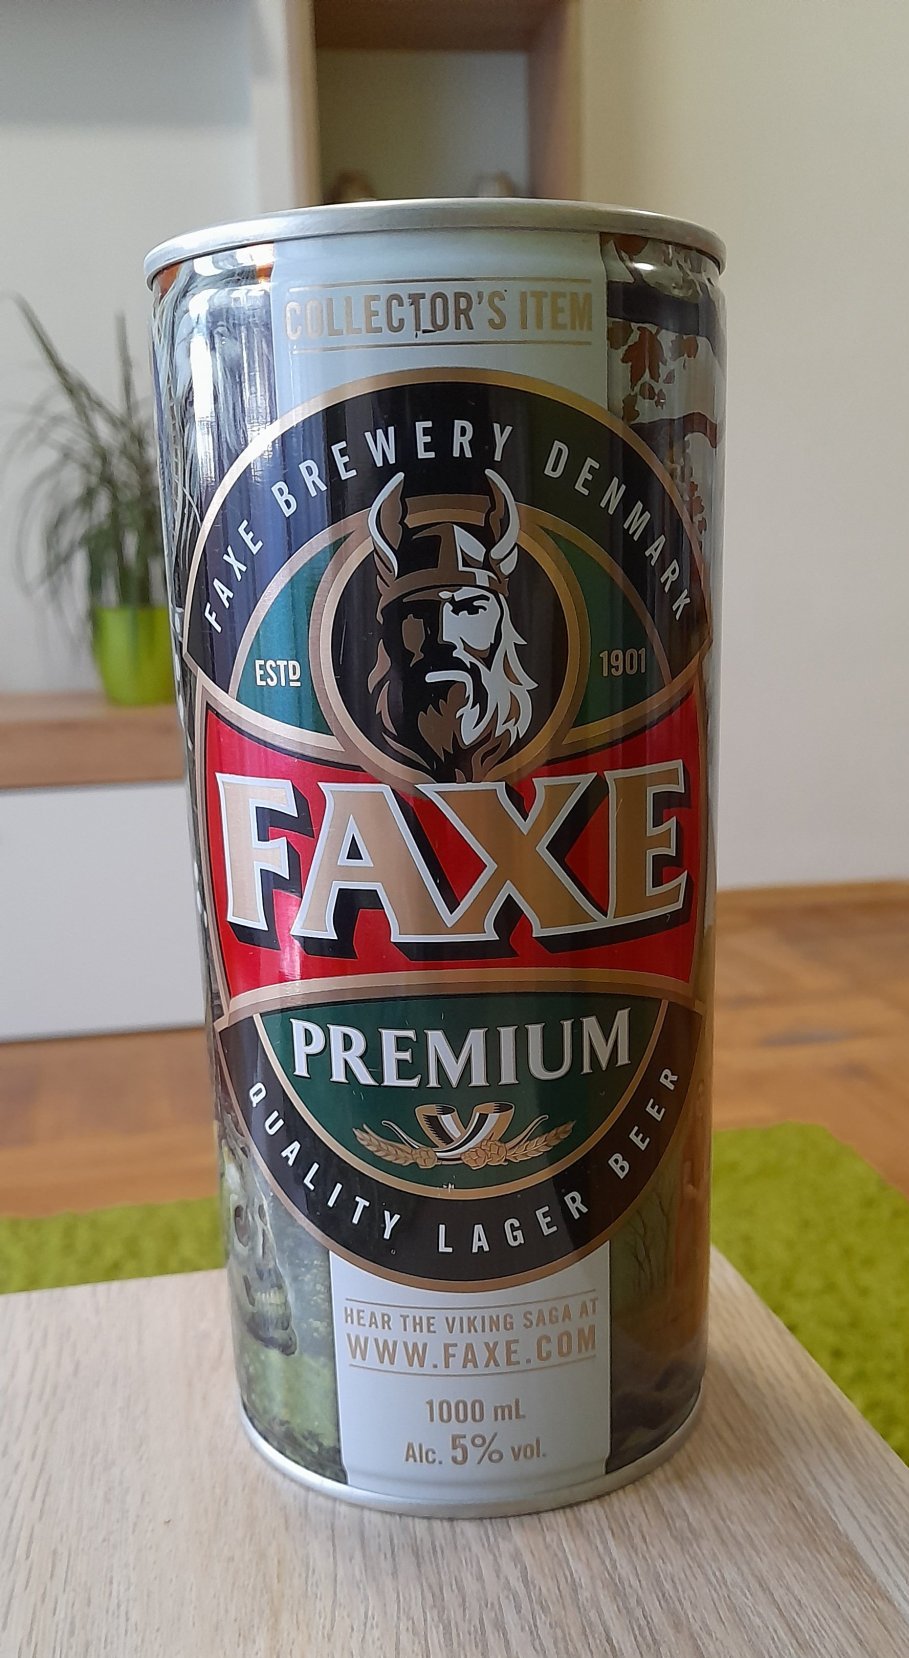 COLLECTOR'S ITEM
FAXE BREWERY DENMARK
ESTD 1901
FAXE
PREMIUM
QUALITY LAGER BEER
HEAR THE VIKING SAGA AT
WWW.FAXE.COM
1000 mL
Alc. 5% vol.